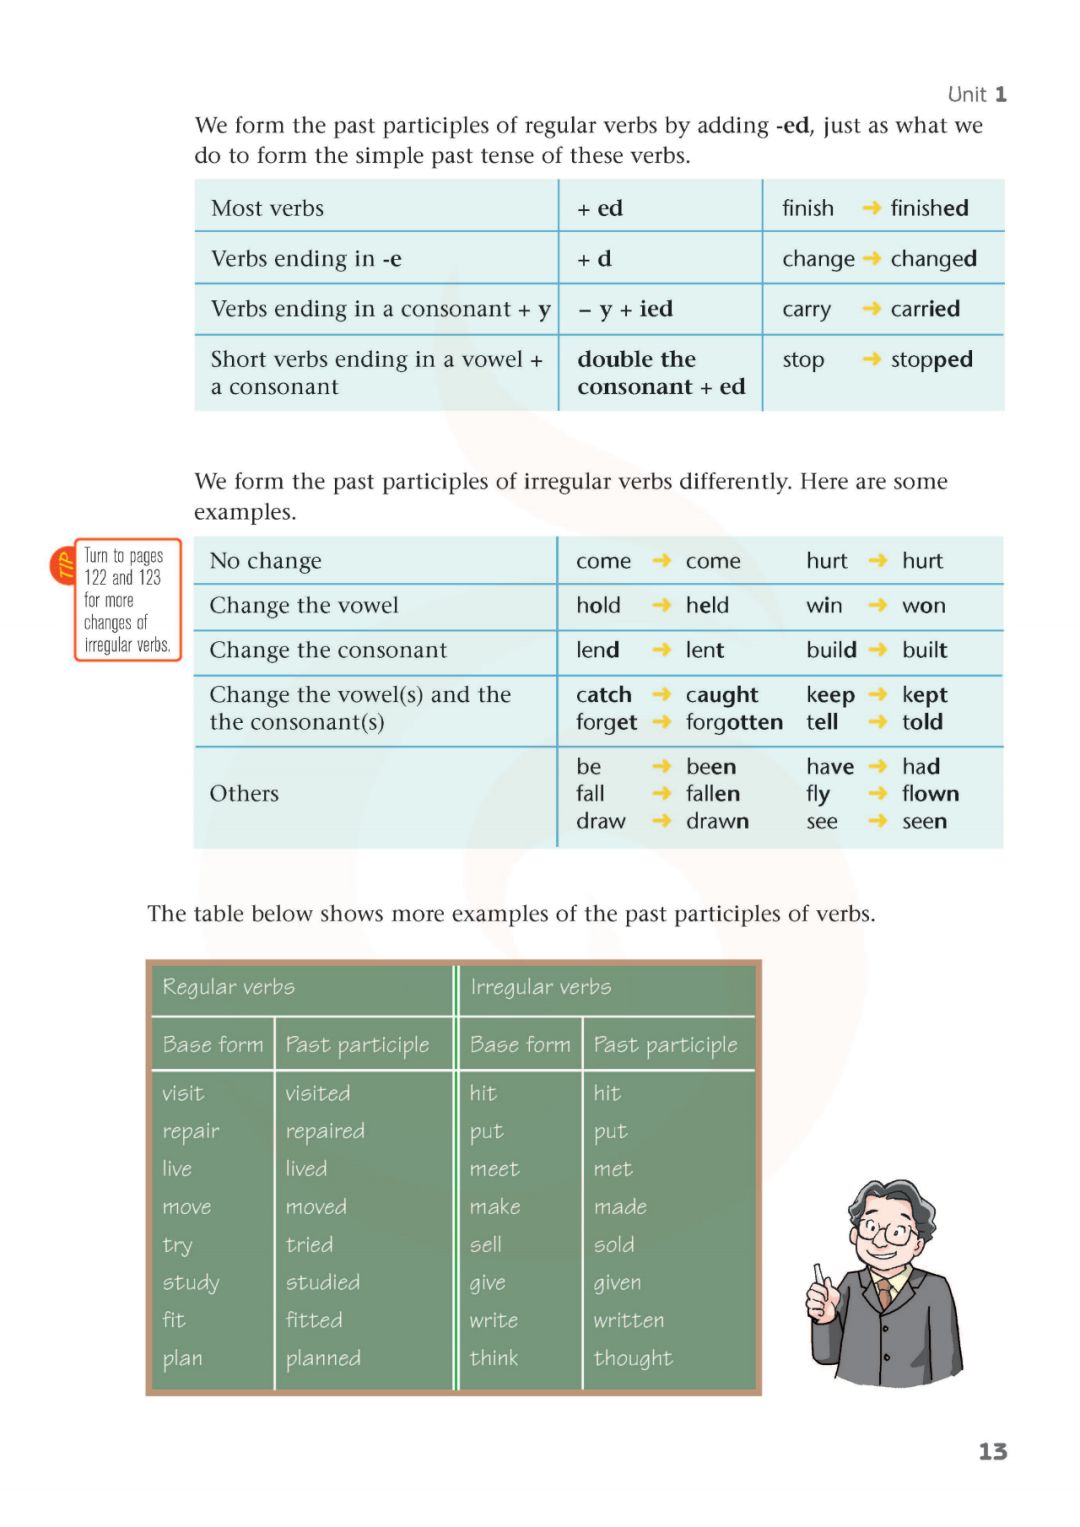 Unit 1
We form the past participles of regular verbs by adding -ed, just as what we
do to form the simple past tense of these verbs.
Most verbs + ed finish ➔ finished
Verbs ending in -e + d change ➔ changed
Verbs ending in a consonant + y – y + ied carry ➔ carried
Short verbs ending in a vowel + double the stop ➔ stopped
a consonant consonant + ed
We form the past participles of irregular verbs differently. Here are some
examples.
TIP
Turn to pages
122 and 123
for more
changes of
irregular verbs.
No change come ➔ come hurt ➔ hurt
Change the vowel hold ➔ held win ➔ won
Change the consonant lend ➔ lent build ➔ built
Change the vowel(s) and the catch ➔ caught keep ➔ kept
the consonant(s) forget ➔ forgotten tell ➔ told
be ➔ been have ➔ had
Others fall ➔ fallen fly ➔ flown
draw ➔ drawn see ➔ seen
The table below shows more examples of the past participles of verbs.
Regular verbs Irregular verbs
Base form Past participle Base form Past participle
visit visited hit hit
repair repaired put put
live lived meet met
move moved make made
try tried sell sold
study studied give given
fit fitted write written
plan planned think thought
13